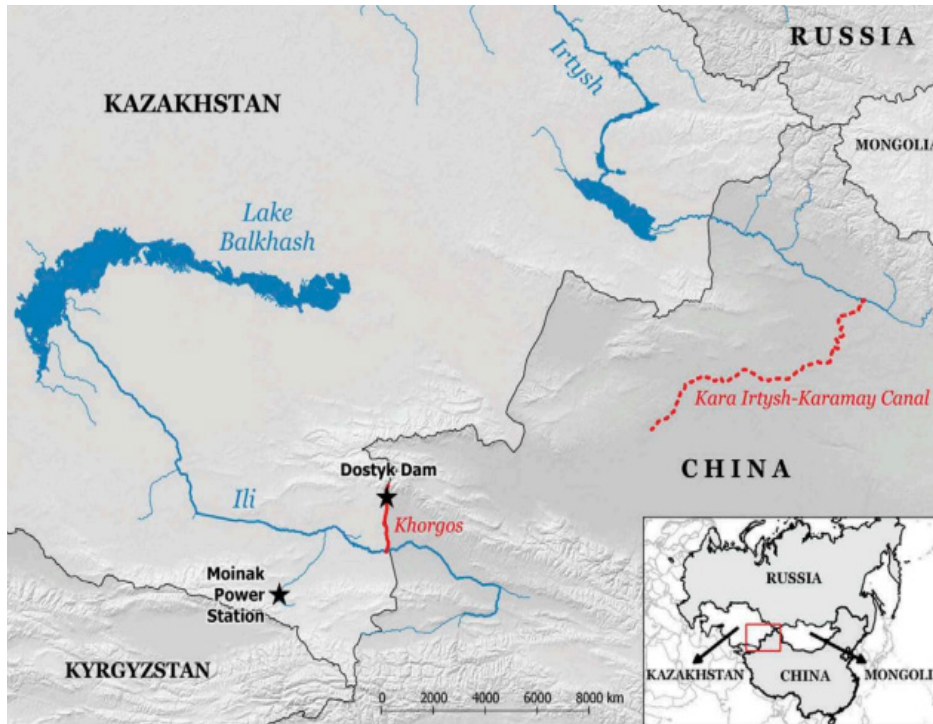 RUSSIA
Irtysh
KAZAKHSTAN
MONGOLIA
Lake
Balkhash
Kara Irtysh-Karamay Canal
CHINA
Dostyk Dam
Ili
Khorgos
Moinak
Power
Station
KYRGYZSTAN
0 2000 4000 6000 8000 km
RUSSIA
KAZAKHSTAN
CHINA
MONGOLI